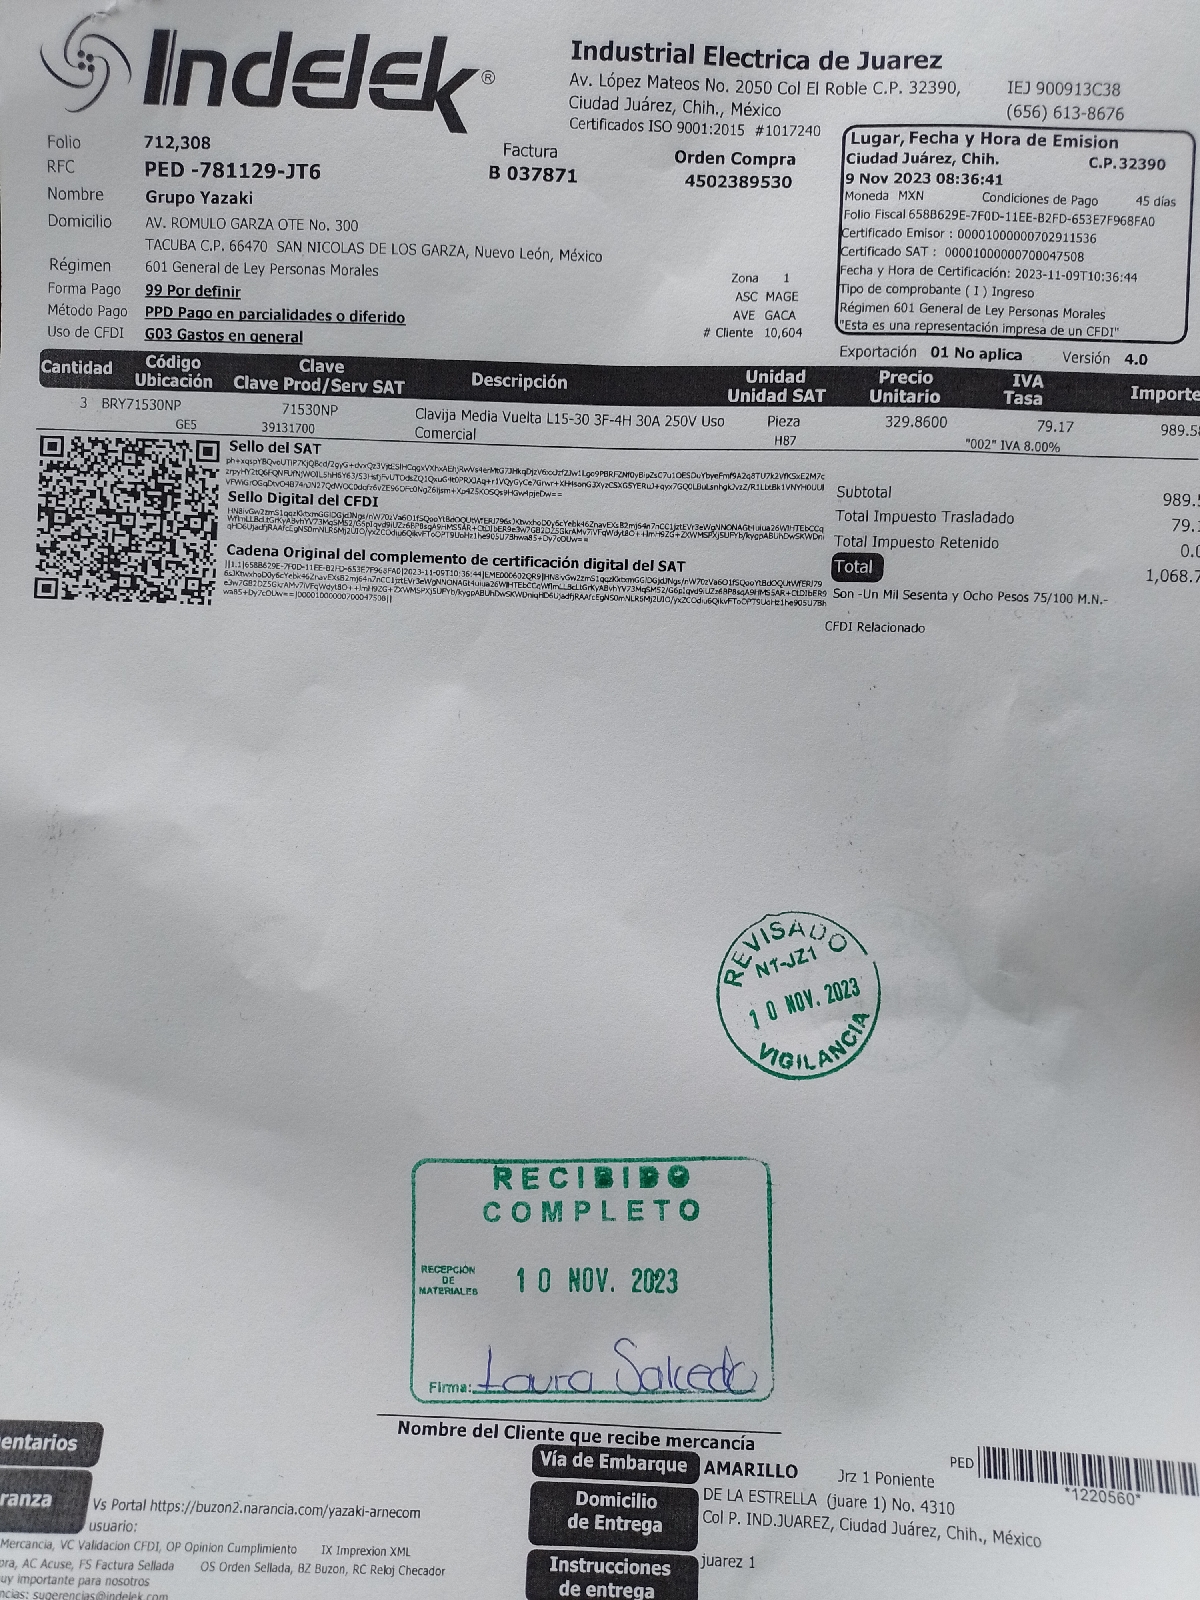 Indelek®
Industrial Electrica de Juarez
Av. López Mateos No. 2050 Col El Roble C.P. 32390,
Ciudad Juárez, Chih., México
Certificados ISO 9001:2015 #1017240
IEJ 900913C38
(656) 613-8676
Folio 712,308
RFC PED -781129-JT6
Nombre Grupo Yazaki
Domicilio AV. ROMULO GARZA OTE No. 300
TACUBA C.P. 66470 SAN NICOLAS DE LOS GARZA, Nuevo León, México
Régimen 601 General de Ley Personas Morales
Forma Pago 99 Por definir
Método Pago PPD Pago en parcialidades o diferido
Uso de CFDI G03 Gastos en general
Factura
B 037871
Orden Compra
4502389530
Zona 1
ASC MAGE
AVE GACA
# Cliente 10,604
Lugar, Fecha y Hora de Emision
Ciudad Juárez, Chih. C.P.32390
9 Nov 2023 08:36:41
Moneda MXN Condiciones de Pago 45 días
Folio Fiscal 658B629E-7F0D-11EE-B2FD-653E7F968FA0
Certificado Emisor : 00001000000702911536
Certificado SAT : 00001000000700047508
Fecha y Hora de Certificación: 2023-11-09T10:36:44
Tipo de comprobante ( I ) Ingreso
Régimen 601 General de Ley Personas Morales
"Esta es una representación impresa de un CFDI"
Exportación 01 No aplica Versión 4.0
Cantidad Código Ubicación Clave Clave Prod/Serv SAT Descripción Unidad Unidad SAT Precio Unitario IVA Tasa Importe
3 BRY71530NP 71530NP Clavija Media Vuelta L15-30 3F-4H 30A 250V Uso Pieza 329.8600 79.17 989.58
GE5 39131700 Comercial H87 "002" IVA 8.00%
Sello del SAT
Sello Digital del CFDI
Cadena Original del complemento de certificación digital del SAT
Subtotal 989.5
Total Impuesto Trasladado 79.1
Total Impuesto Retenido 0.0
Total 1,068.7
Son -Un Mil Sesenta y Ocho Pesos 75/100 M.N.-
CFDI Relacionado
REVISADO
N1-JZ1
10 NOV. 2023
VIGILANCIA
RECIBIDO
COMPLETO
RECEPCIÓN
DE
MATERIALES
10 NOV. 2023
Firma: Laura Salcedo
Nombre del Cliente que recibe mercancía
entarios
ranza
Vs Portal https://buzon2.narancia.com/yazaki-arnecom
usuario:
Mercancia, VC Validacion CFDI, OP Opinion Cumplimiento IX Imprexion XML
ora, AC Acuse, FS Factura Sellada OS Orden Sellada, BZ Buzon, RC Reloj Checador
uy importante para nosotros
ncias: sugerencias@indelek.com
Vía de Embarque AMARILLO Jrz 1 Poniente
PED
*1220560*
Domicilio de Entrega
DE LA ESTRELLA (juare 1) No. 4310
Col P. IND.JUAREZ, Ciudad Juárez, Chih., México
Instrucciones de entrega
juarez 1